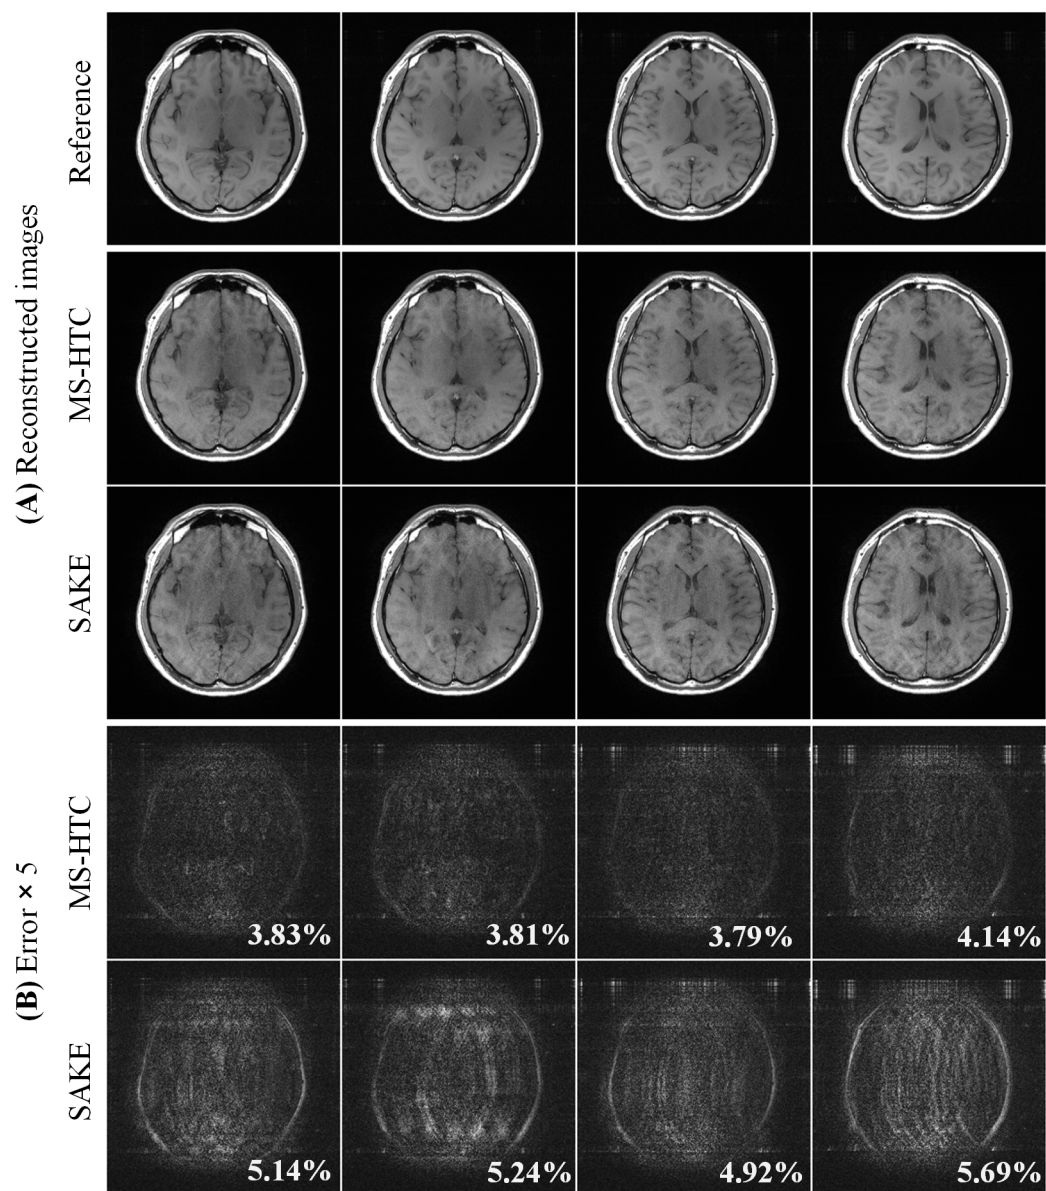 (A) Reconstructed images
Reference
MS-HTC
SAKE
(B) Error × 5
MS-HTC
3.83%
3.81%
3.79%
4.14%
SAKE
5.14%
5.24%
4.92%
5.69%